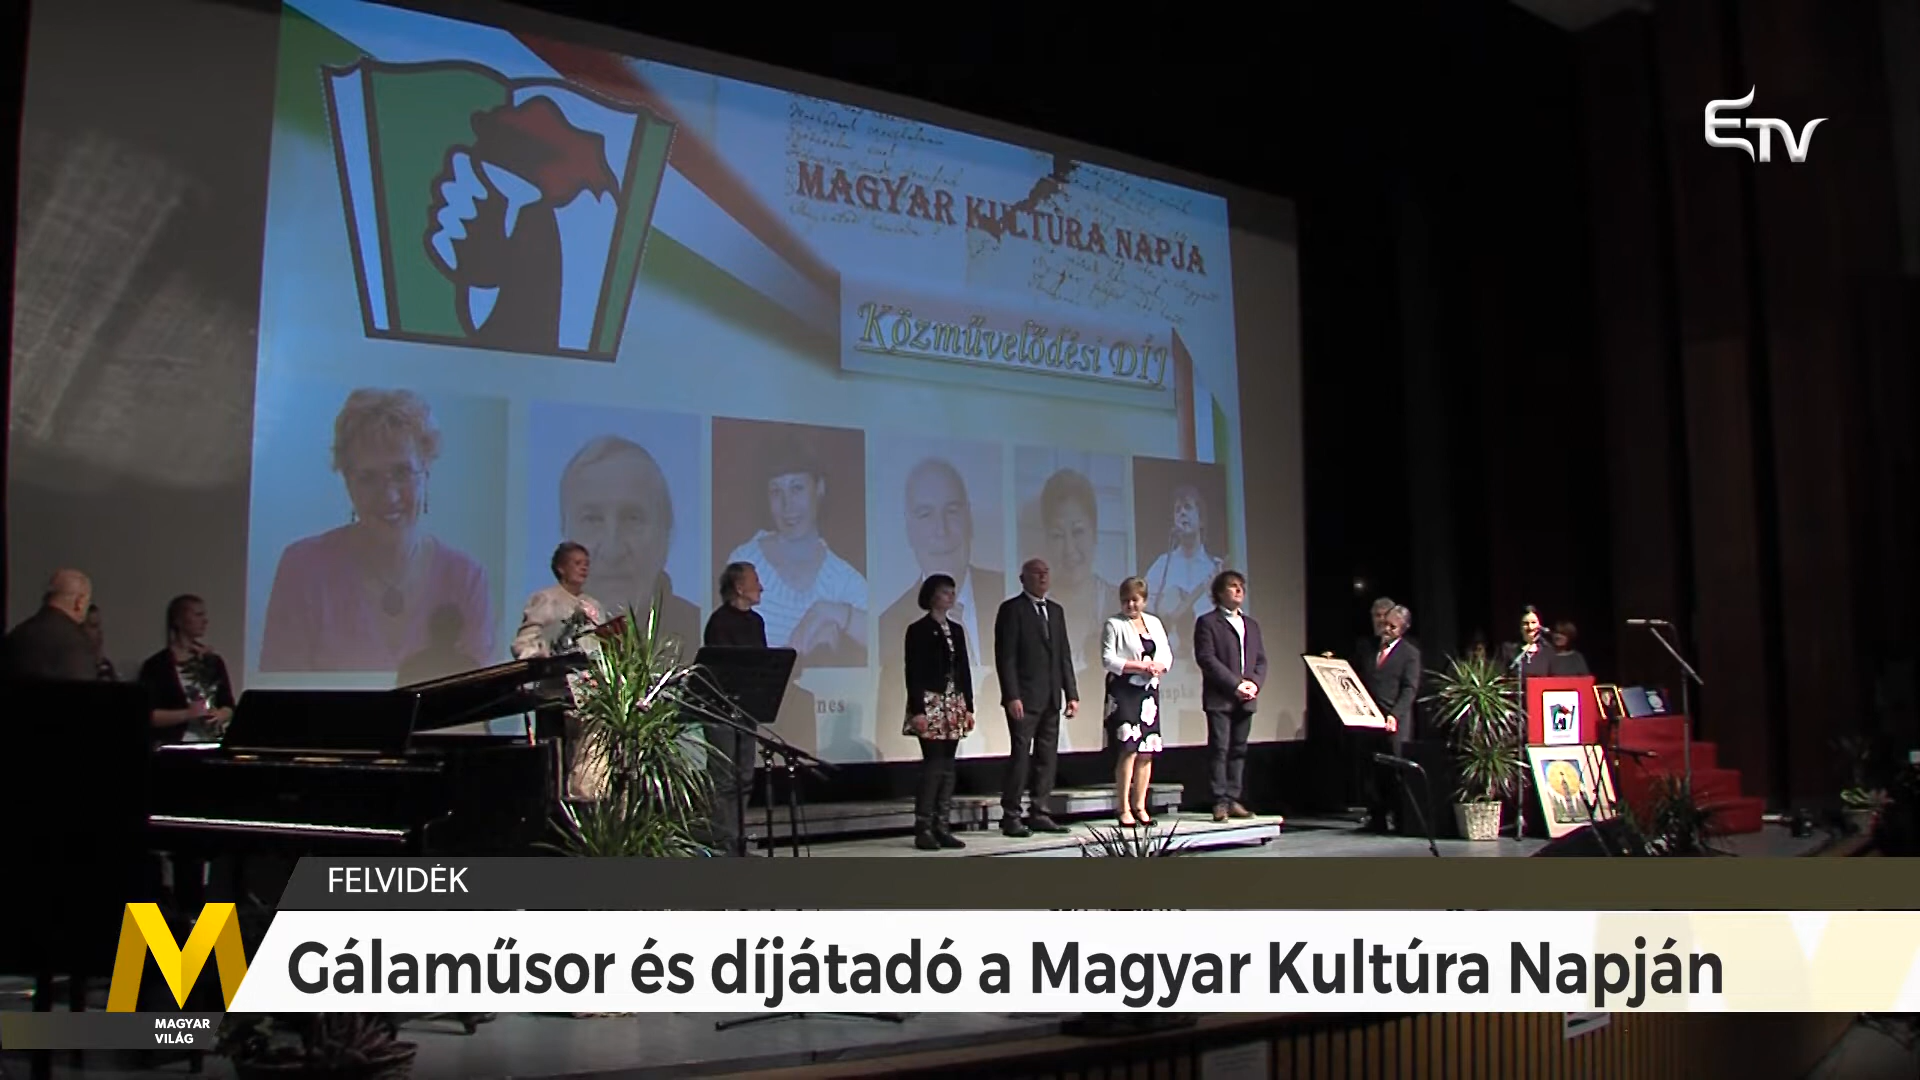 ETV
MAGYAR KULTÚRA NAPJA
Közművelődési DÍJ
FELVIDÉK
Gálaműsor és díjátadó a Magyar Kultúra Napján
MAGYAR
VILÁG